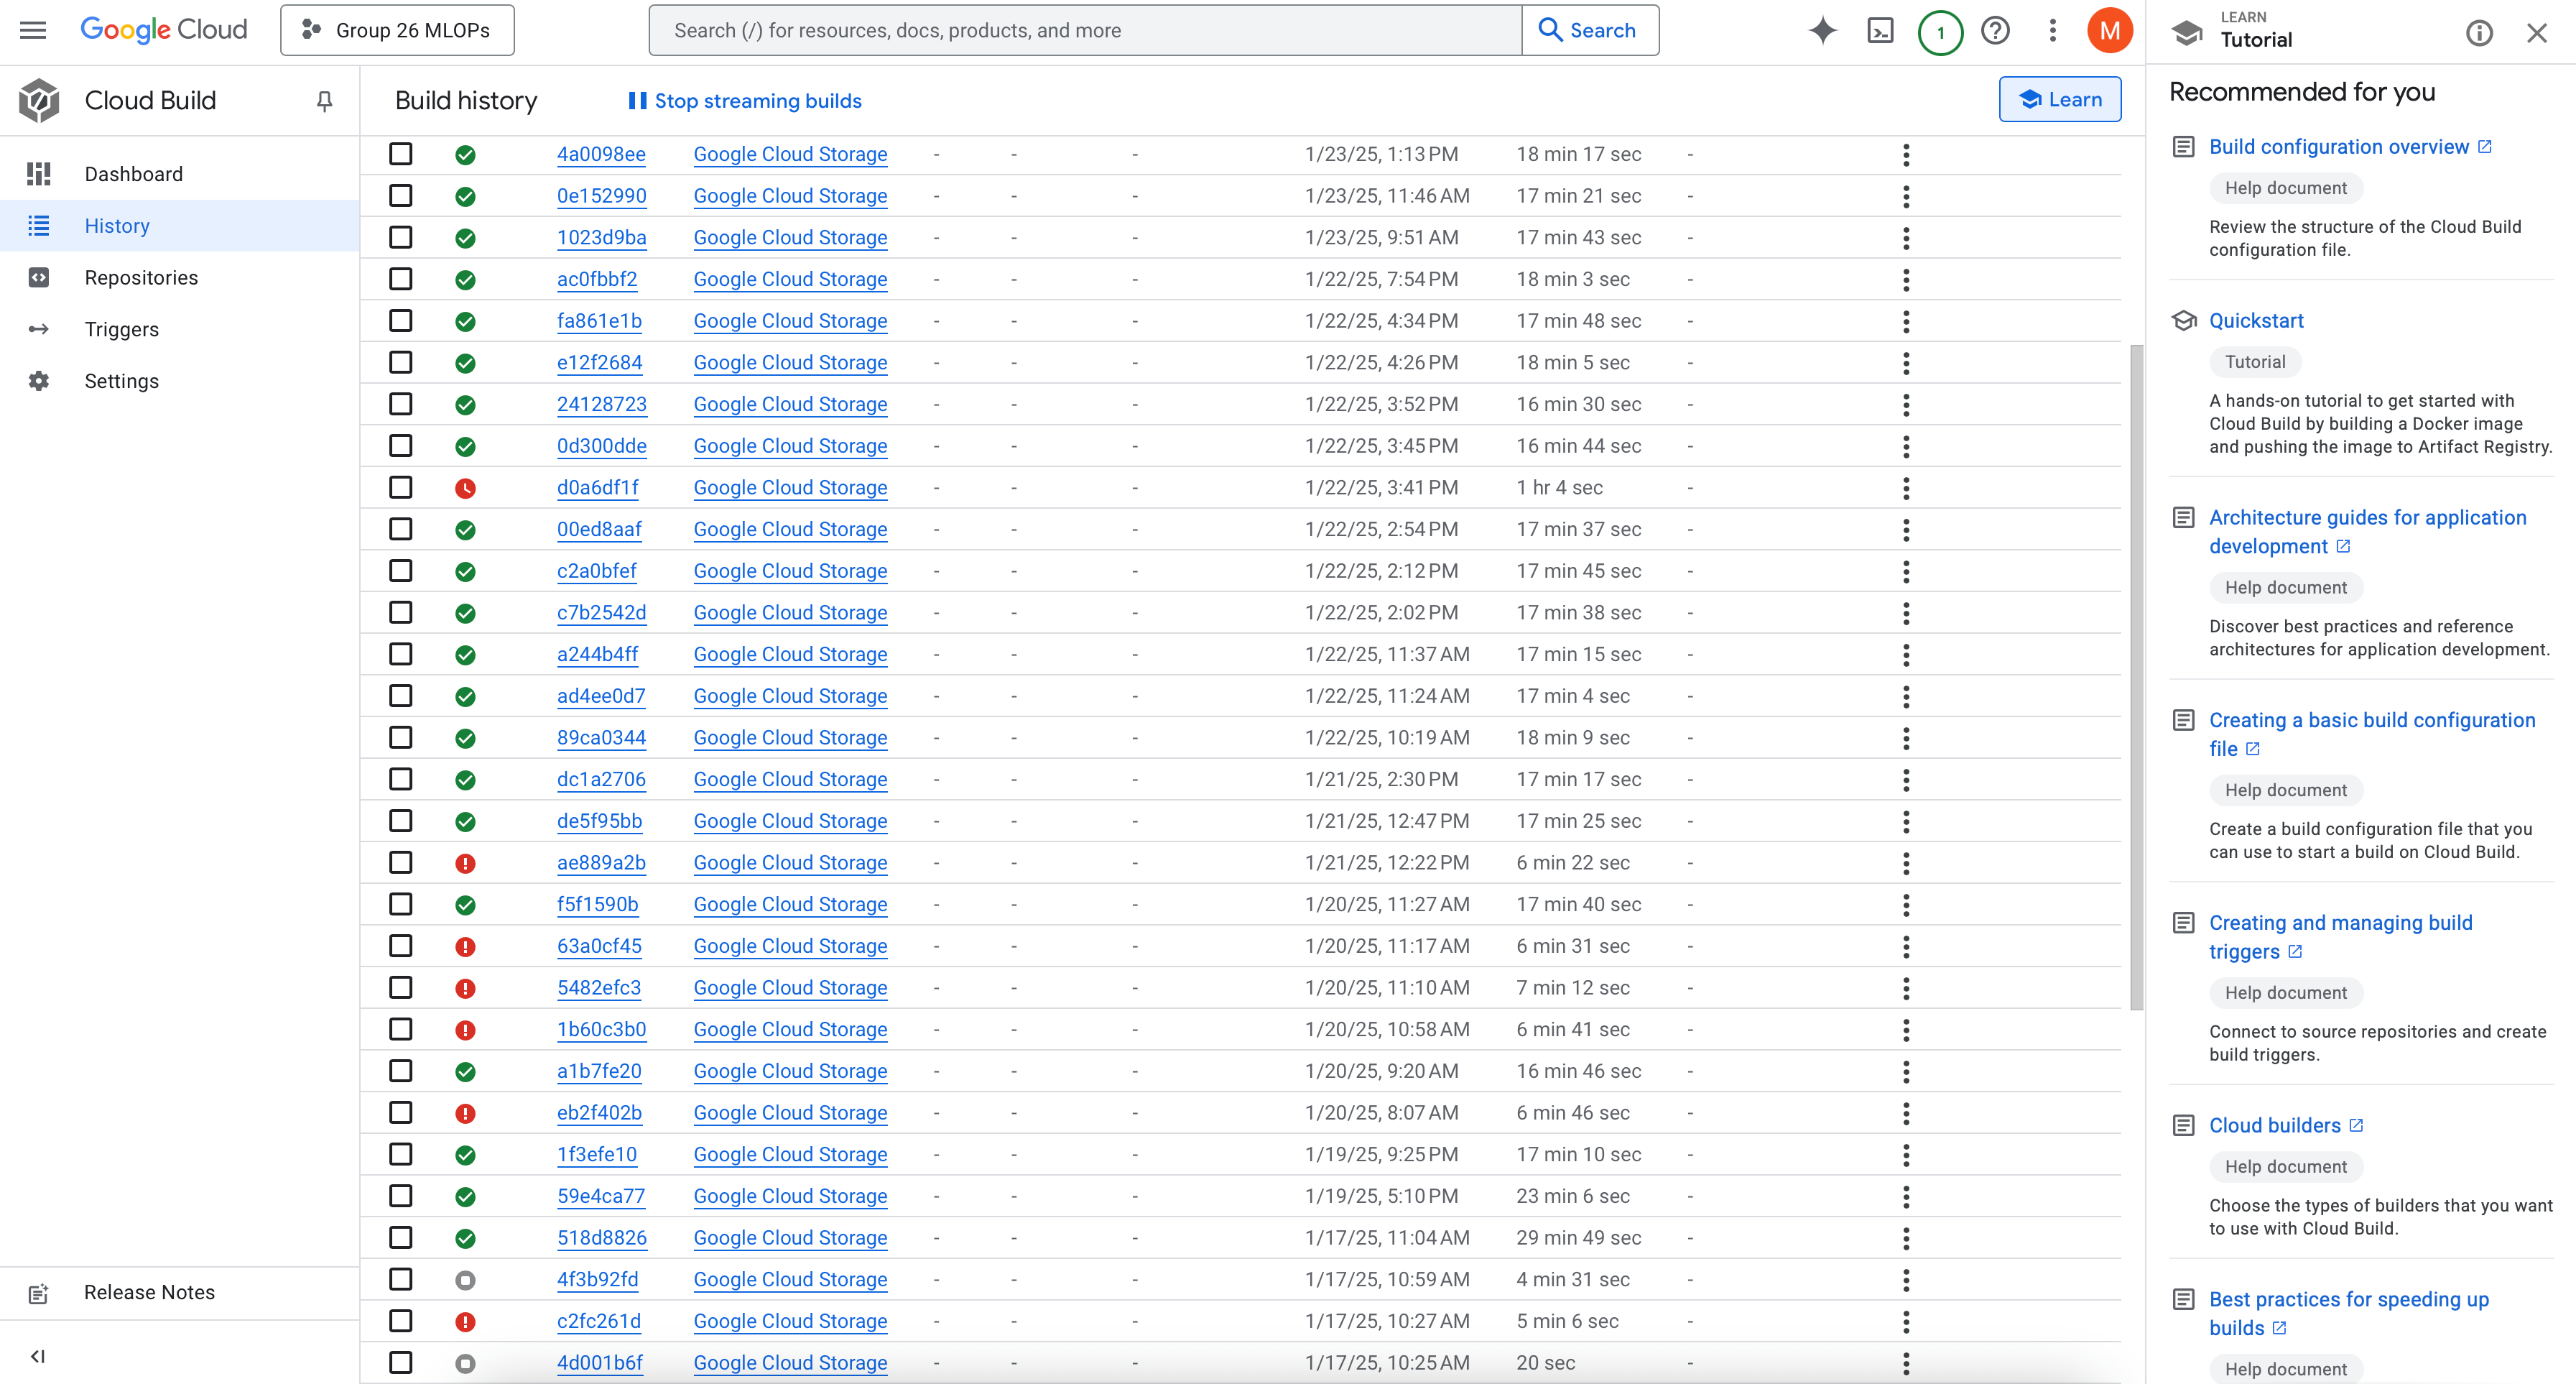 Google Cloud
Group 26 MLOPs
Search (/) for resources, docs, products, and more
Search
1
M
LEARN
Tutorial
Cloud Build
Dashboard
History
Repositories
Triggers
Settings
Release Notes
Build history
Stop streaming builds
Learn
4a0098ee Google Cloud Storage - - - 1/23/25, 1:13 PM 18 min 17 sec -
0e152990 Google Cloud Storage - - - 1/23/25, 11:46 AM 17 min 21 sec -
1023d9ba Google Cloud Storage - - - 1/23/25, 9:51 AM 17 min 43 sec -
ac0fbbf2 Google Cloud Storage - - - 1/22/25, 7:54 PM 18 min 3 sec -
fa861e1b Google Cloud Storage - - - 1/22/25, 4:34 PM 17 min 48 sec -
e12f2684 Google Cloud Storage - - - 1/22/25, 4:26 PM 18 min 5 sec -
24128723 Google Cloud Storage - - - 1/22/25, 3:52 PM 16 min 30 sec -
0d300dde Google Cloud Storage - - - 1/22/25, 3:45 PM 16 min 44 sec -
d0a6df1f Google Cloud Storage - - - 1/22/25, 3:41 PM 1 hr 4 sec -
00ed8aaf Google Cloud Storage - - - 1/22/25, 2:54 PM 17 min 37 sec -
c2a0bfef Google Cloud Storage - - - 1/22/25, 2:12 PM 17 min 45 sec -
c7b2542d Google Cloud Storage - - - 1/22/25, 2:02 PM 17 min 38 sec -
a244b4ff Google Cloud Storage - - - 1/22/25, 11:37 AM 17 min 15 sec -
ad4ee0d7 Google Cloud Storage - - - 1/22/25, 11:24 AM 17 min 4 sec -
89ca0344 Google Cloud Storage - - - 1/22/25, 10:19 AM 18 min 9 sec -
dc1a2706 Google Cloud Storage - - - 1/21/25, 2:30 PM 17 min 17 sec -
de5f95bb Google Cloud Storage - - - 1/21/25, 12:47 PM 17 min 25 sec -
ae889a2b Google Cloud Storage - - - 1/21/25, 12:22 PM 6 min 22 sec -
f5f1590b Google Cloud Storage - - - 1/20/25, 11:27 AM 17 min 40 sec -
63a0cf45 Google Cloud Storage - - - 1/20/25, 11:17 AM 6 min 31 sec -
5482efc3 Google Cloud Storage - - - 1/20/25, 11:10 AM 7 min 12 sec -
1b60c3b0 Google Cloud Storage - - - 1/20/25, 10:58 AM 6 min 41 sec -
a1b7fe20 Google Cloud Storage - - - 1/20/25, 9:20 AM 16 min 46 sec -
eb2f402b Google Cloud Storage - - - 1/20/25, 8:07 AM 6 min 46 sec -
1f3efe10 Google Cloud Storage - - - 1/19/25, 9:25 PM 17 min 10 sec -
59e4ca77 Google Cloud Storage - - - 1/19/25, 5:10 PM 23 min 6 sec -
518d8826 Google Cloud Storage - - - 1/17/25, 11:04 AM 29 min 49 sec -
4f3b92fd Google Cloud Storage - - - 1/17/25, 10:59 AM 4 min 31 sec -
c2fc261d Google Cloud Storage - - - 1/17/25, 10:27 AM 5 min 6 sec -
4d001b6f Google Cloud Storage - - - 1/17/25, 10:25 AM 20 sec -
Recommended for you
Build configuration overview
Help document
Review the structure of the Cloud Build
configuration file.
Quickstart
Tutorial
A hands-on tutorial to get started with
Cloud Build by building a Docker image
and pushing the image to Artifact Registry.
Architecture guides for application
development
Help document
Discover best practices and reference
architectures for application development.
Creating a basic build configuration
file
Help document
Create a build configuration file that you
can use to start a build on Cloud Build.
Creating and managing build
triggers
Help document
Connect to source repositories and create
build triggers.
Cloud builders
Help document
Choose the types of builders that you want
to use with Cloud Build.
Best practices for speeding up
builds
Help document